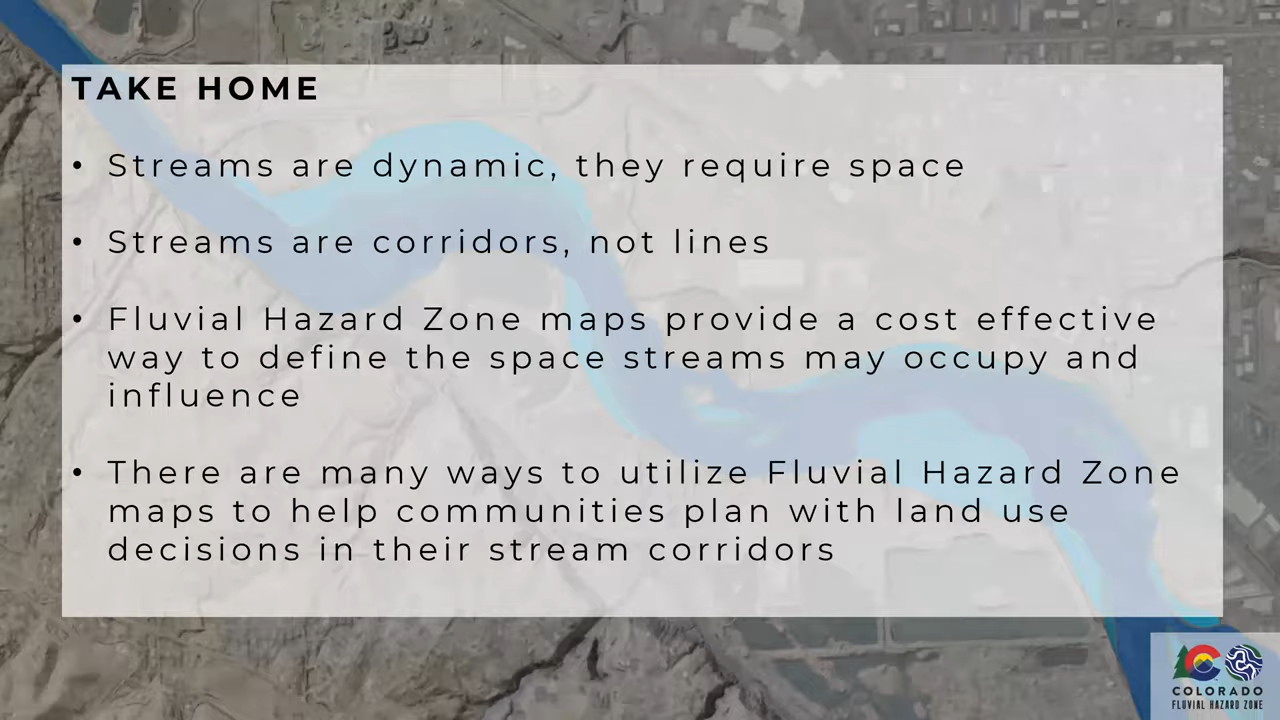 TAKE HOME
• Streams are dynamic, they require space
• Streams are corridors, not lines
• Fluvial Hazard Zone maps provide a cost effective
way to define the space streams may occupy and
influence
• There are many ways to utilize Fluvial Hazard Zone
maps to help communities plan with land use
decisions in their stream corridors
COLORADO
FLUVIAL HAZARD ZONE